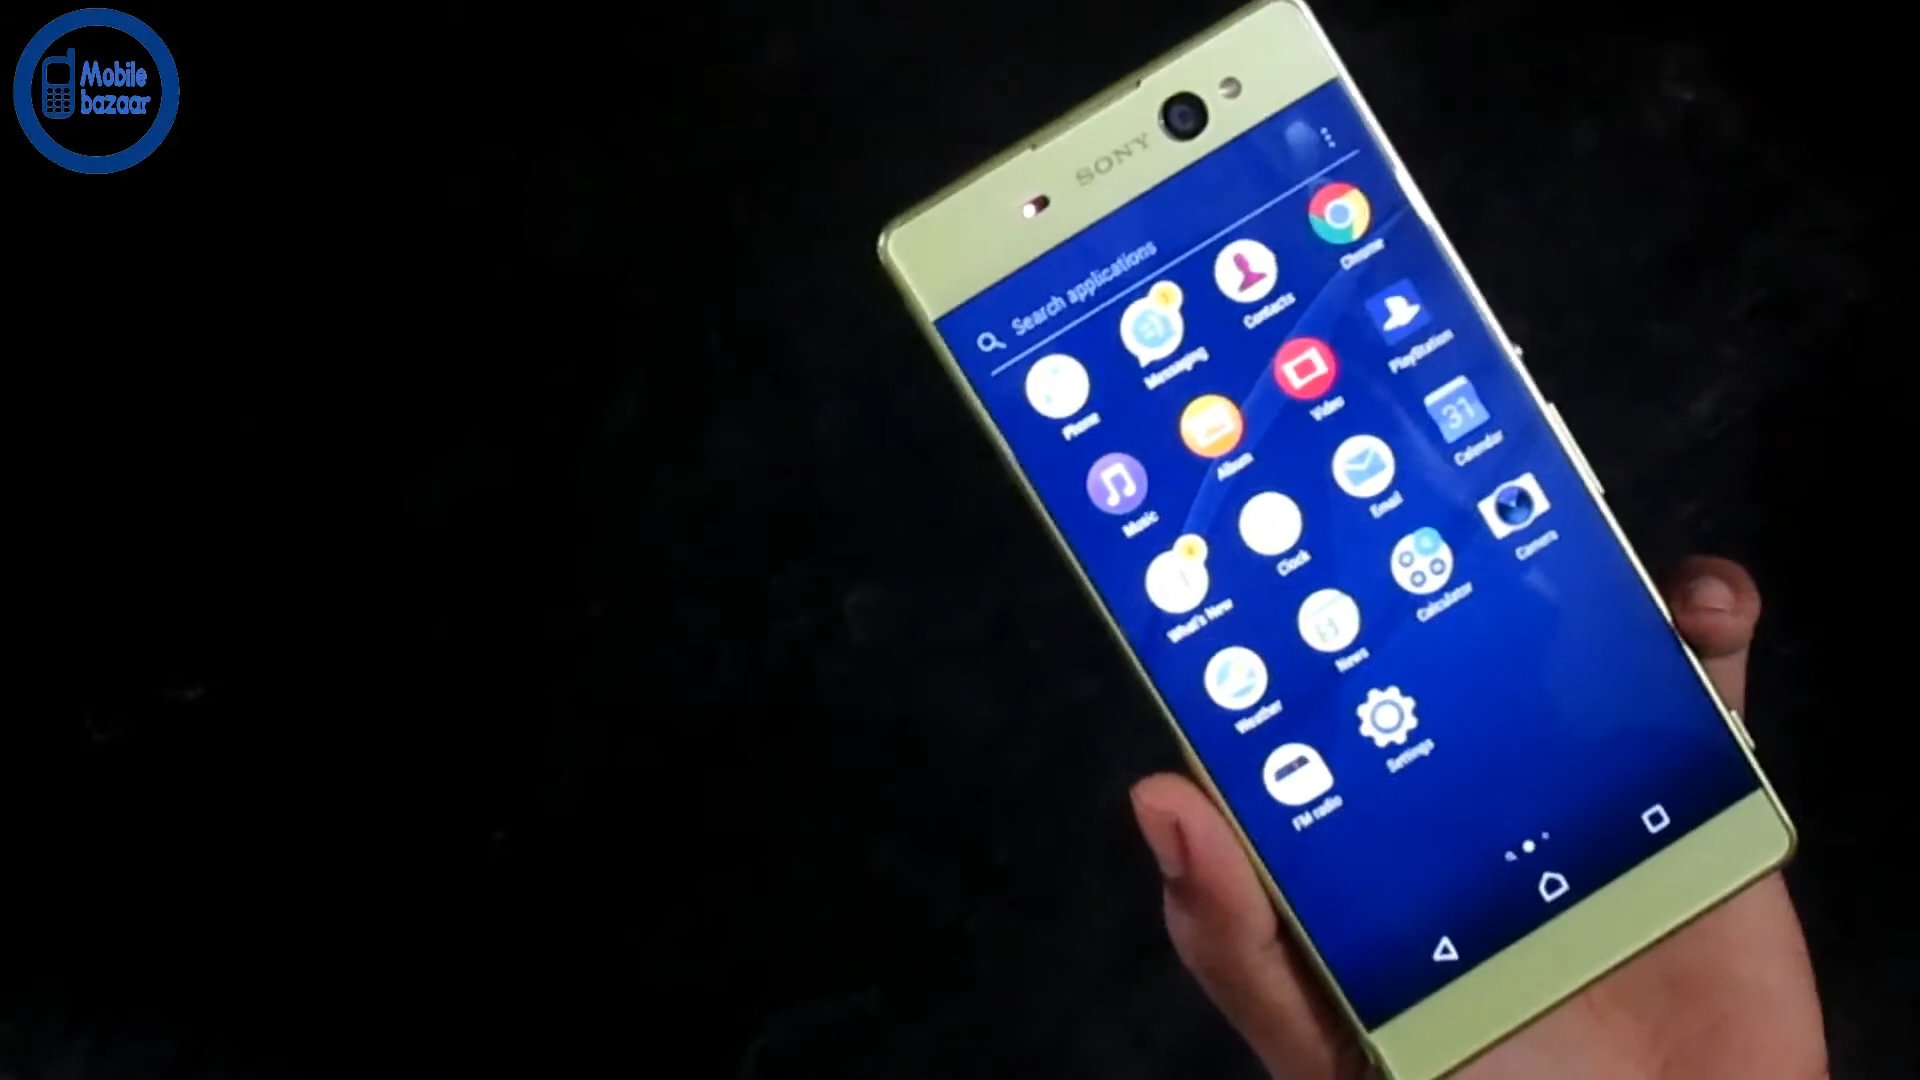 Mobile
bazaar
SONY
Search applications
Phone
Messaging
Contacts
Chrome
Music
Album
Video
PlayStation
What's New
Clock
Email
Calendar
31
Weather
News
Calculator
Camera
FM radio
Settings